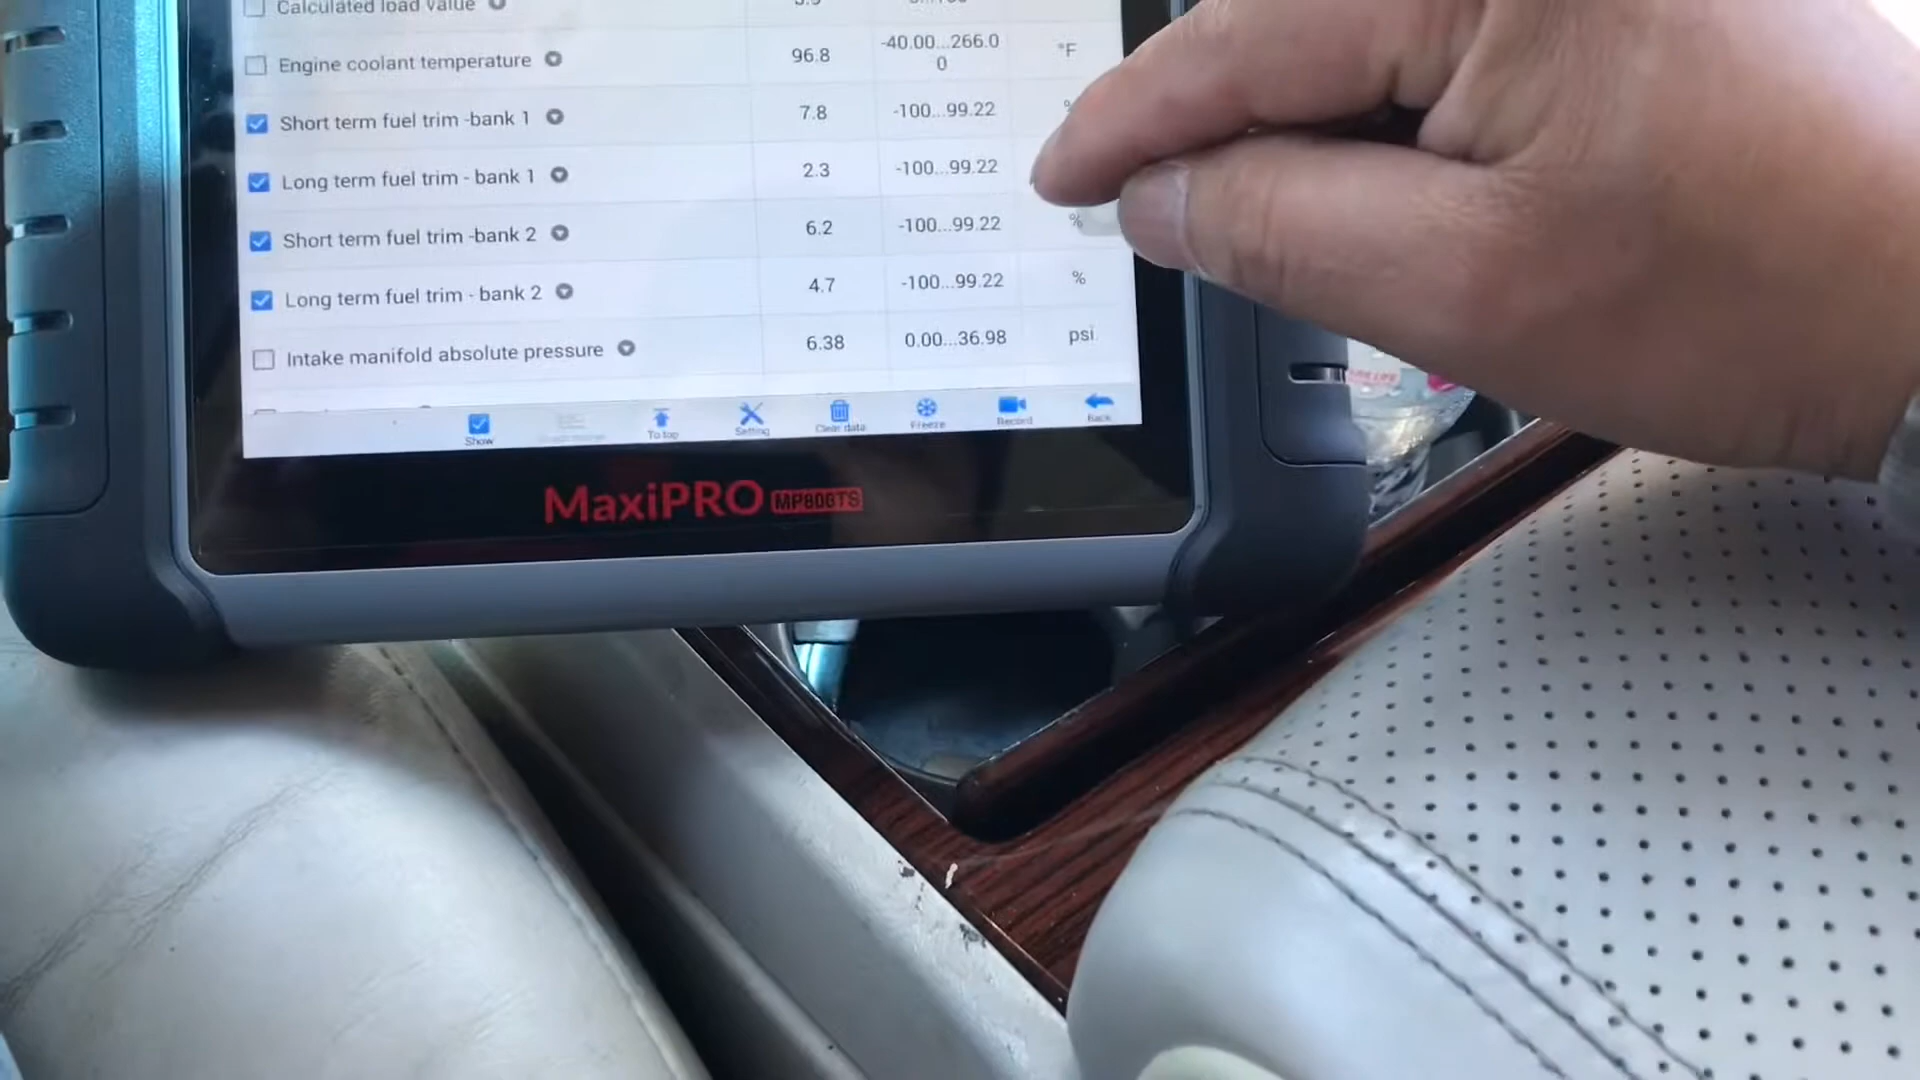 Calculated load value
Engine coolant temperature 96.8 -40.00...266.0 °F
0
Short term fuel trim -bank 1 7.8 -100...99.22 %
Long term fuel trim - bank 1 2.3 -100...99.22
Short term fuel trim -bank 2 6.2 -100...99.22 %
Long term fuel trim - bank 2 4.7 -100...99.22 %
Intake manifold absolute pressure 6.38 0.00...36.98 psi
Show To top Setting Clear data Freeze Record Back
MaxiPRO MP808TS